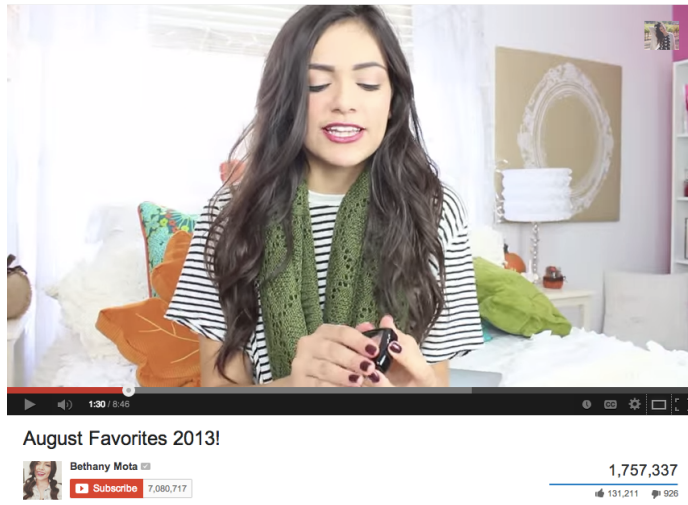 1:30 / 8:46
CC
August Favorites 2013!
Bethany Mota
Subscribe 7,080,717
1,757,337
131,211 926